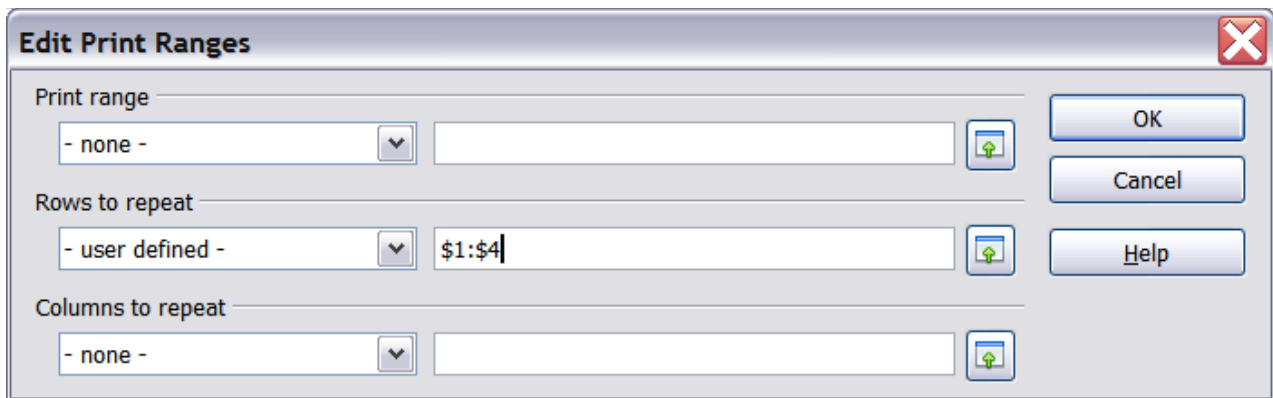 Edit Print Ranges
Print range
- none -
OK
Cancel
Rows to repeat
- user defined -
$1:$4
Help
Columns to repeat
- none -